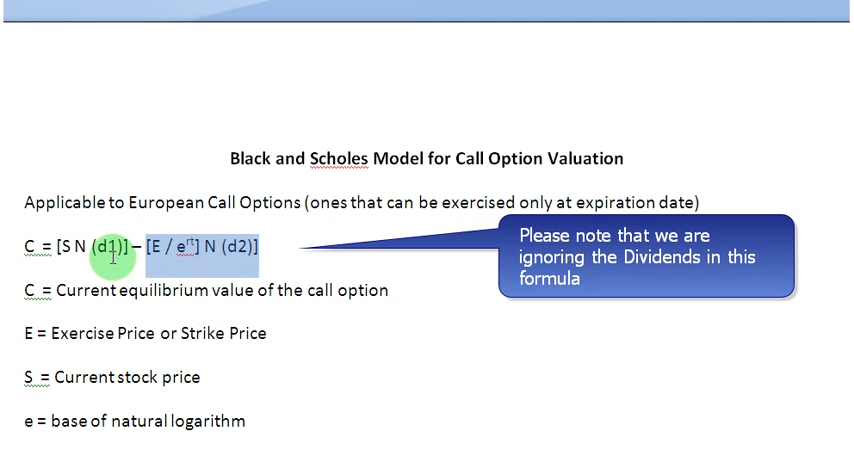 Black and Scholes Model for Call Option Valuation
Applicable to European Call Options (ones that can be exercised only at expiration date)
C = [S N (d1)] – [E / eʳᵗ] N (d2)]
Please note that we are
ignoring the Dividends in this
formula
C = Current equilibrium value of the call option
E = Exercise Price or Strike Price
S = Current stock price
e = base of natural logarithm